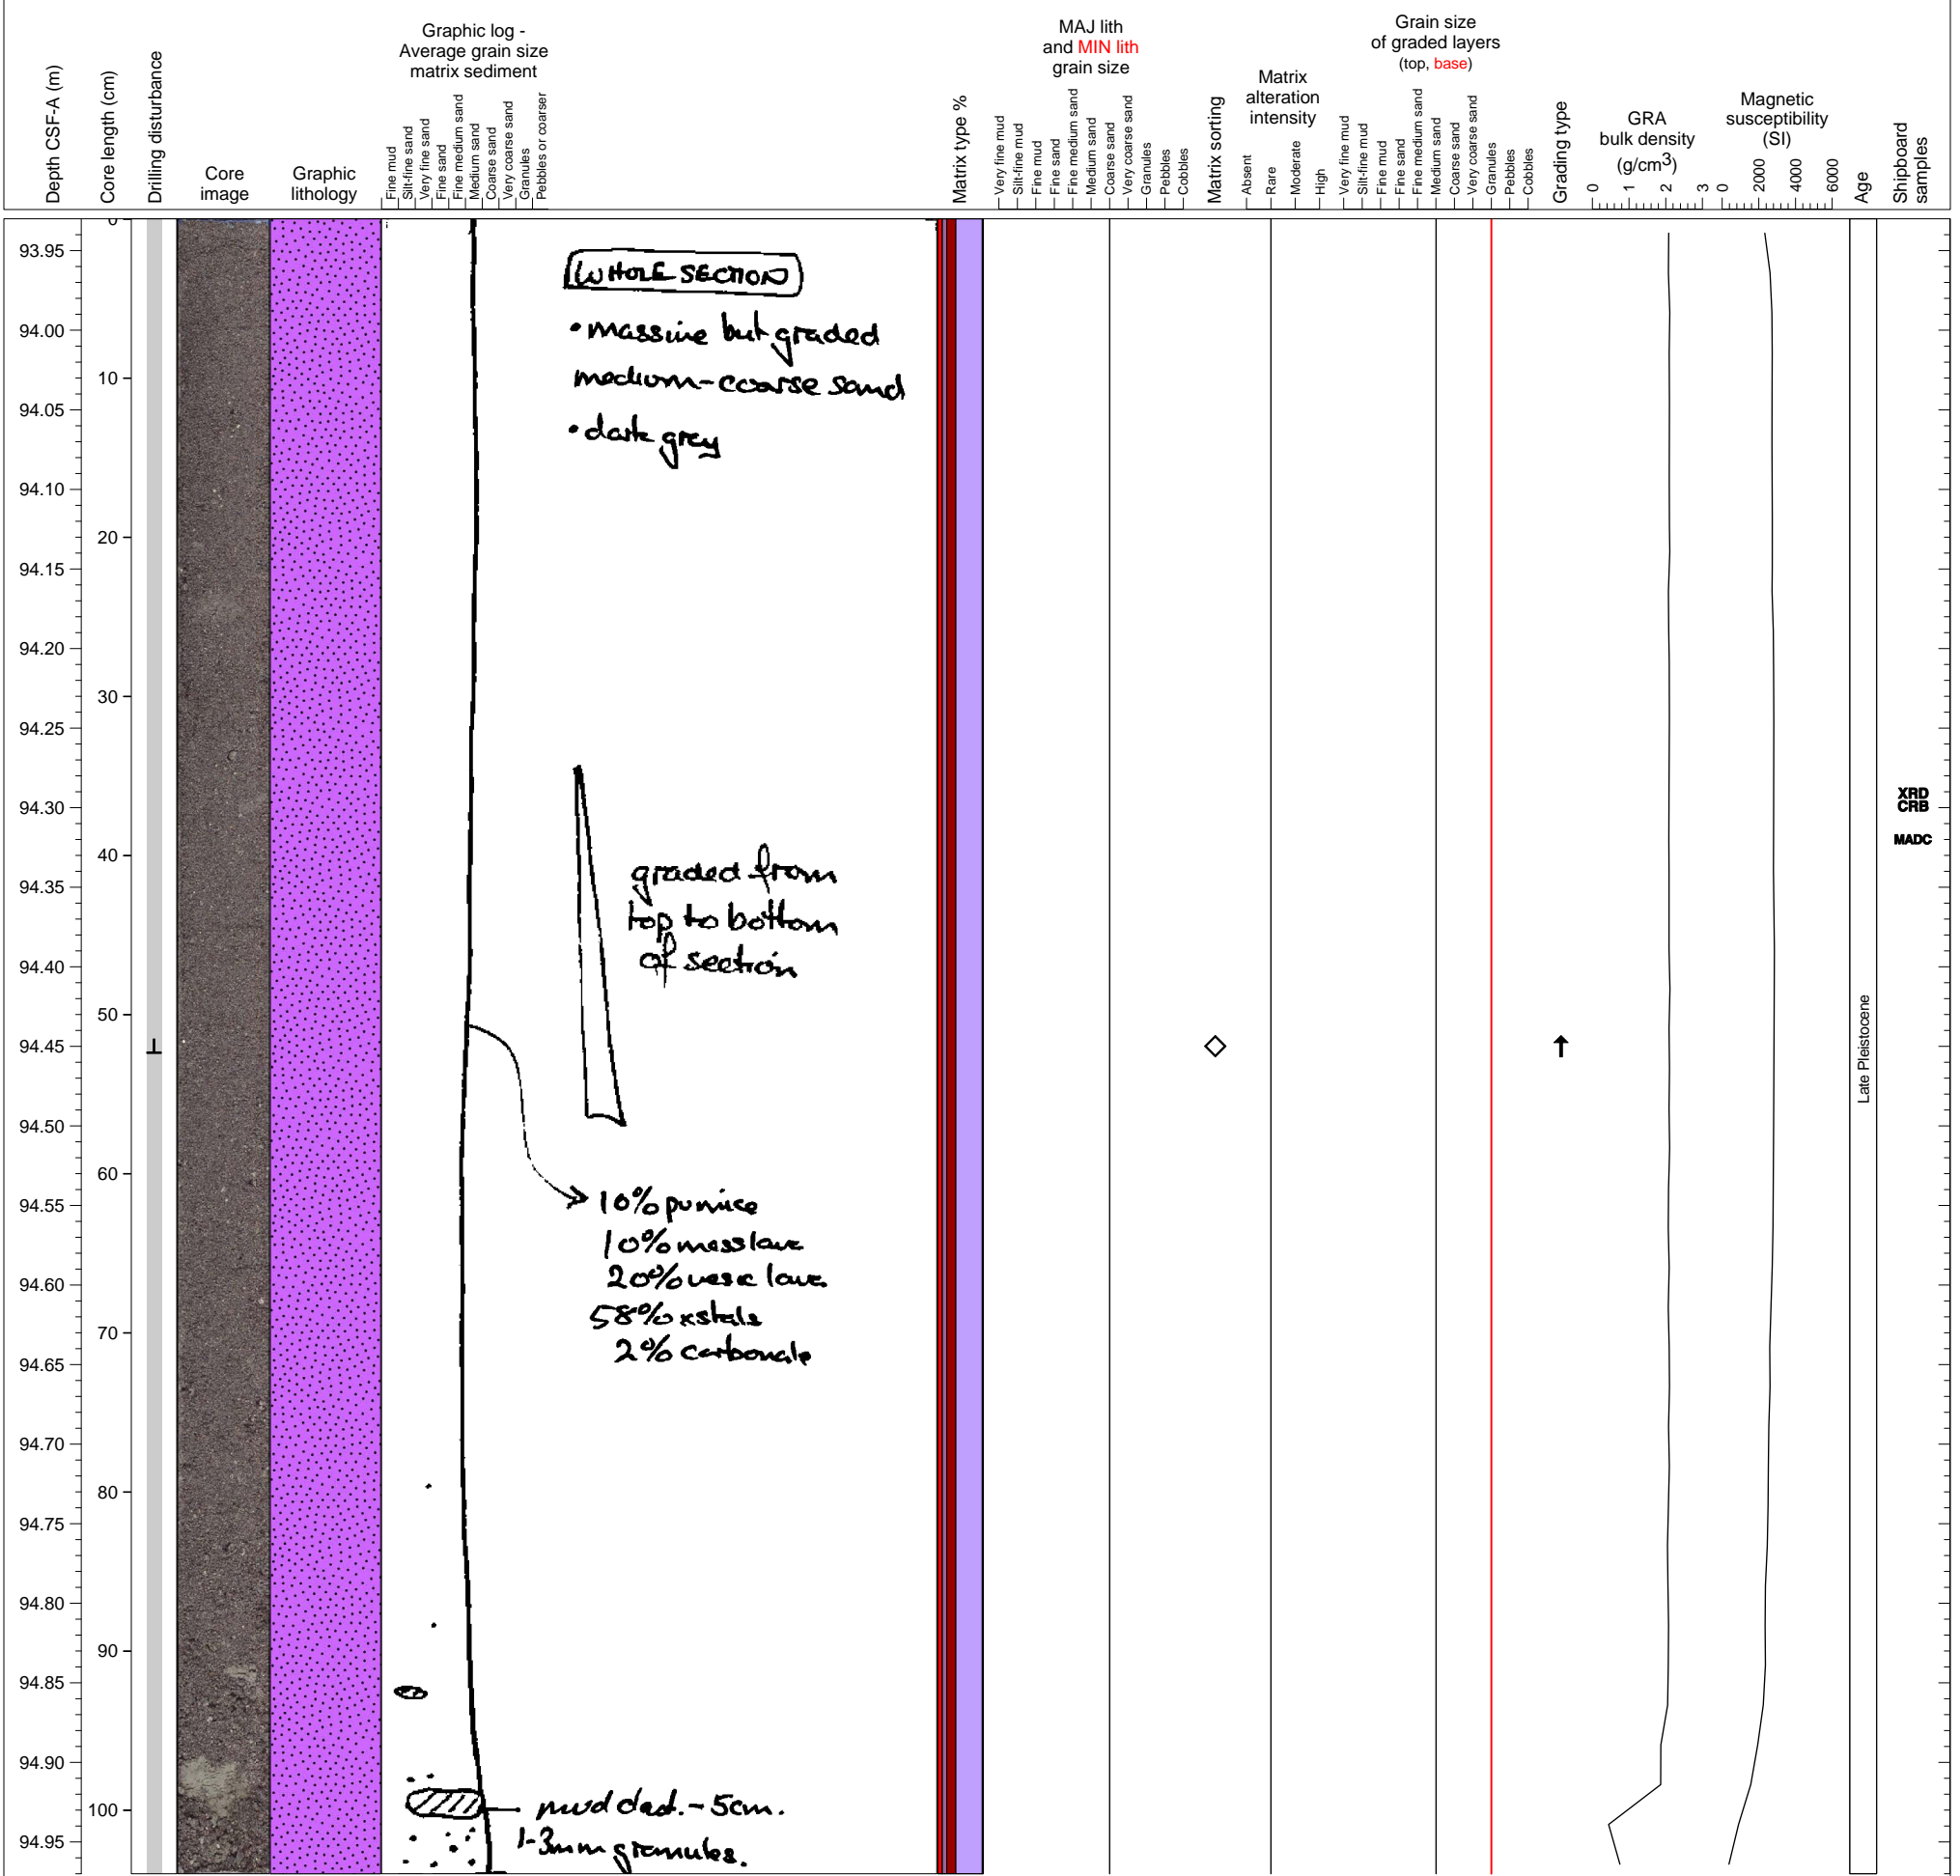 Depth CSF-A (m)
Core length (cm)
Drilling disturbance
Core
image
Graphic
lithology
Graphic log -
Average grain size
matrix sediment
Fine mud
Silt-fine sand
Very fine sand
Fine sand
Fine medium sand
Medium sand
Coarse sand
Very coarse sand
Granules
Pebbles or coarser
Matrix type %
MAJ lith
and MIN lith
grain size
Very fine mud
Silt-fine mud
Fine mud
Fine sand
Fine medium sand
Medium sand
Coarse sand
Very coarse sand
Granules
Pebbles
Cobbles
Matrix sorting
Matrix
alteration
intensity
Absent
Rare
Moderate
High
Grain size
of graded layers
(top, base)
Very fine mud
Silt-fine mud
Fine mud
Fine sand
Fine medium sand
Medium sand
Coarse sand
Very coarse sand
Granules
Pebbles
Cobbles
Grading type
GRA
bulk density
(g/cm3)
0 1 2 3
Magnetic
susceptibility
(SI)
0 2000 4000 6000
Age
Shipboard
samples
93.95
94.00
94.05
94.10
94.15
94.20
94.25
94.30
94.35
94.40
94.45
94.50
94.55
94.60
94.65
94.70
94.75
94.80
94.85
94.90
94.95
0
10
20
30
40
50
60
70
80
90
100
WHOLE SECTION
• massive but graded
medium-coarse sand
• dark grey
graded from
top to bottom
of section
10% pumice
10% mass lava
20% vesc lava
58% xstals
2% carbonate
mud clast. - 5cm.
1-3mm granules.
Late Pleistocene
XRD
CRB
MADC